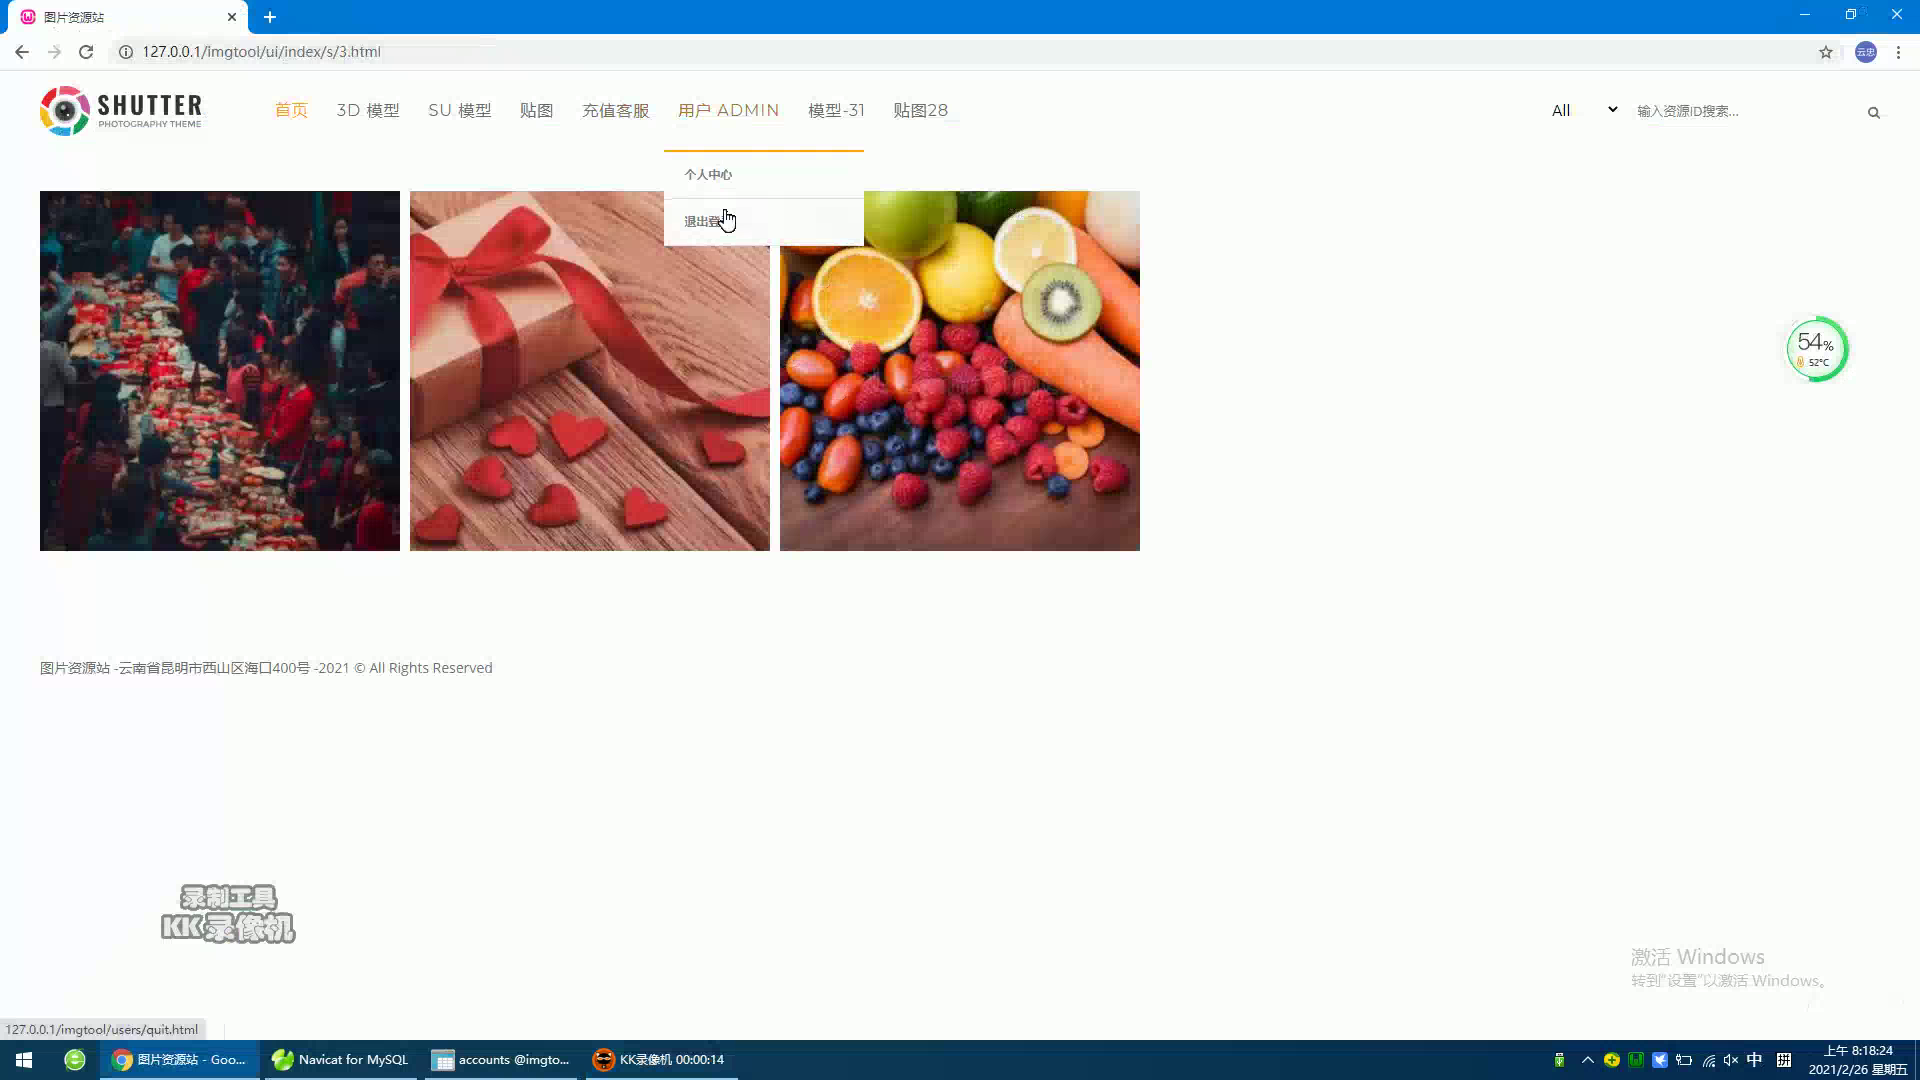 图片资源站
127.0.0.1/imgtool/ui/index/s/3.html
云忠
SHUTTER
PHOTOGRAPHY THEME
首页
3D 模型
SU 模型
贴图
充值客服
用户 ADMIN
模型-31
贴图28
All
输入资源ID搜索...
个人中心
退出登
54%
52°C
图片资源站 -云南省昆明市西山区海口400号 -2021 © All Rights Reserved
录制工具
KK录像机
激活 Windows
转到"设置"以激活 Windows。
127.0.0.1/imgtool/users/quit.html
图片资源站 - Goo...
Navicat for MySQL
accounts @imgto...
KK录像机 00:00:14
中
拼
上午 8:18:24
2021/2/26 星期五